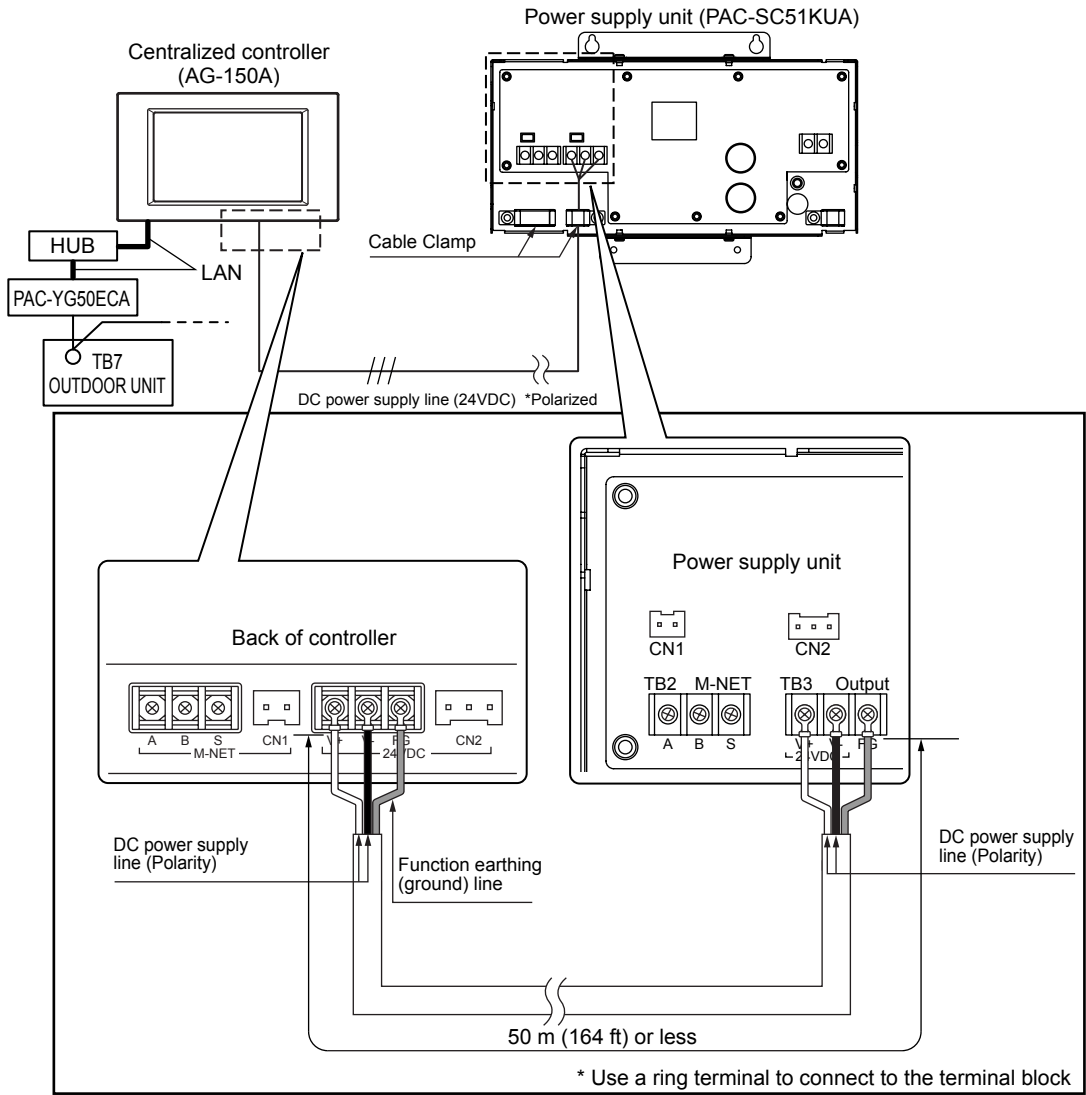 Power supply unit (PAC-SC51KUA)
Centralized controller
(AG-150A)
HUB
LAN
Cable Clamp
PAC-YG50ECA
TB7
OUTDOOR UNIT
DC power supply line (24VDC) *Polarized
Power supply unit
CN1
CN2
TB2 M-NET
TB3 Output
A B S
V+ V- FG
24VDC
Back of controller
A B S
M-NET
CN1
V+ V- FG
24VDC
CN2
DC power supply
line (Polarity)
Function earthing
(ground) line
DC power supply
line (Polarity)
50 m (164 ft) or less
* Use a ring terminal to connect to the terminal block